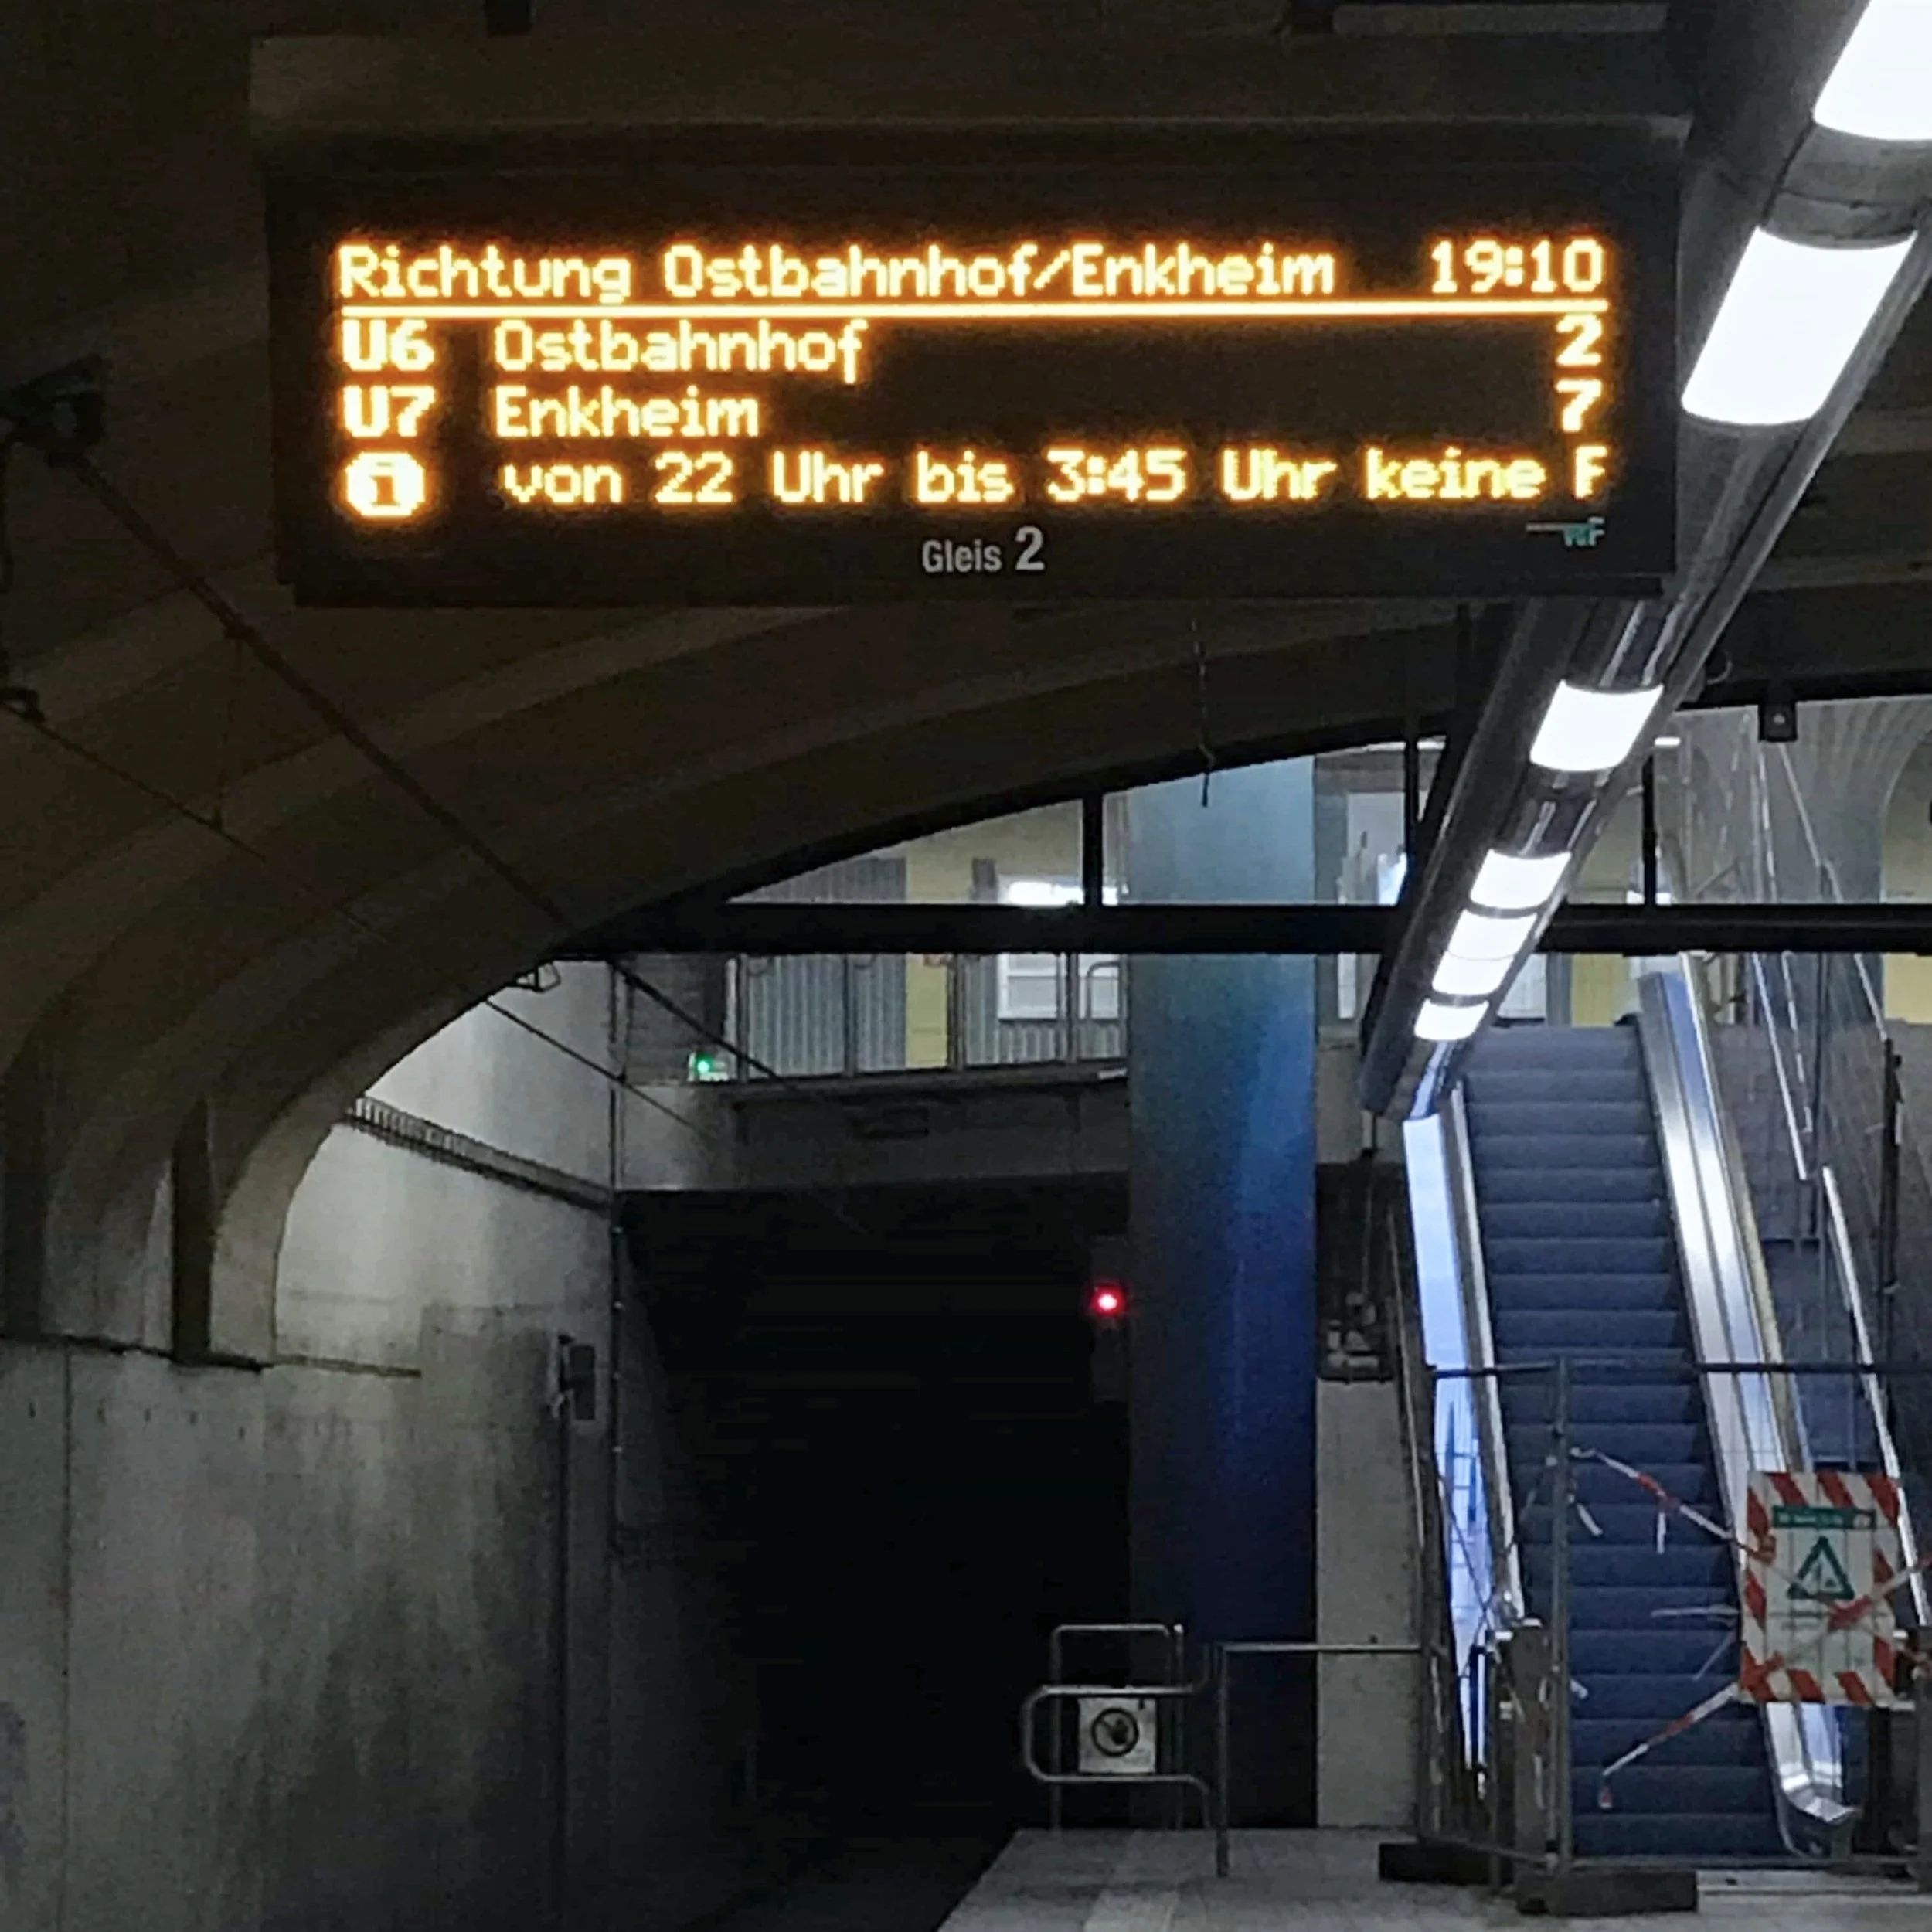 Richtung Ostbahnhof/Enkheim 19:10
U6 Ostbahnhof 2
U7 Enkheim 7
i von 22 Uhr bis 3:45 Uhr keine F
Gleis 2